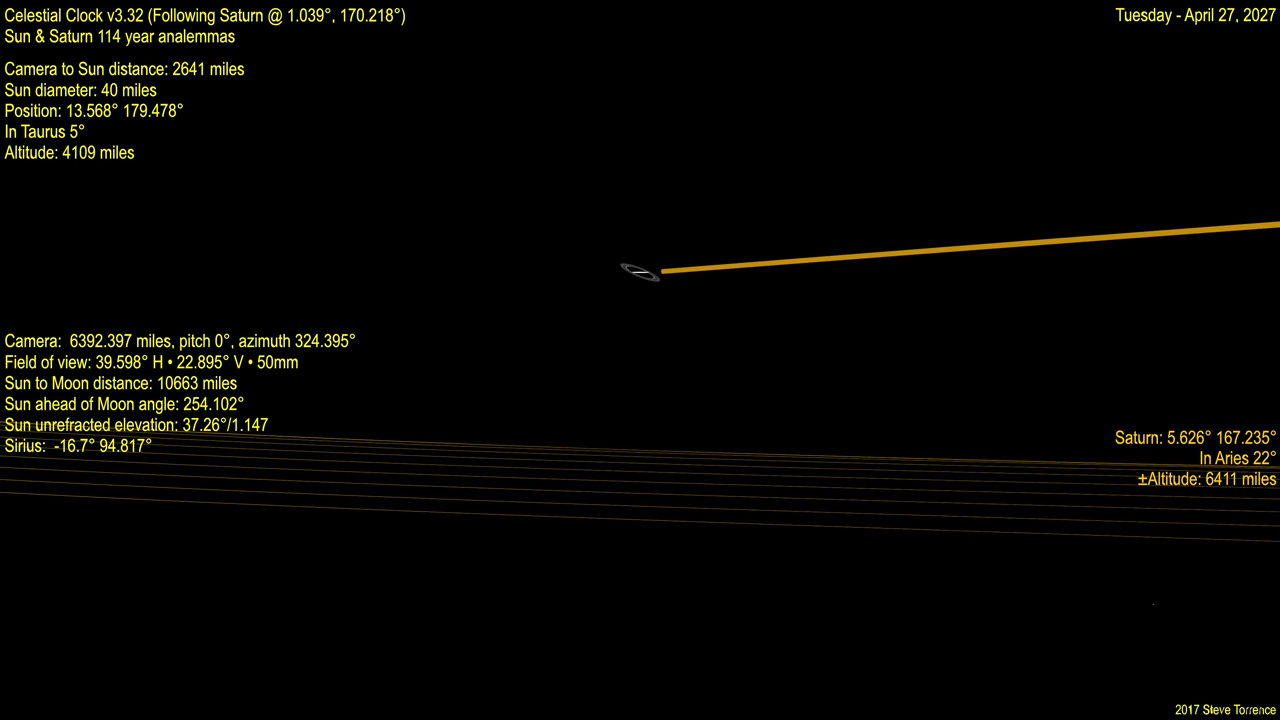 Celestial Clock v3.32 (Following Saturn @ 1.039°, 170.218°)
Tuesday - April 27, 2027
Sun & Saturn 114 year analemmas
Camera to Sun distance: 2641 miles
Sun diameter: 40 miles
Position: 13.568° 179.478°
In Taurus 5°
Altitude: 4109 miles
Camera:  6392.397 miles, pitch 0°, azimuth 324.395°
Field of view: 39.598° H • 22.895° V • 50mm
Sun to Moon distance: 10663 miles
Sun ahead of Moon angle: 254.102°
Sun unrefracted elevation: 37.26°/1.147
Sirius:  -16.7° 94.817°
Saturn: 5.626° 167.235°
In Aries 22°
±Altitude: 6411 miles
2017 Steve Torrence